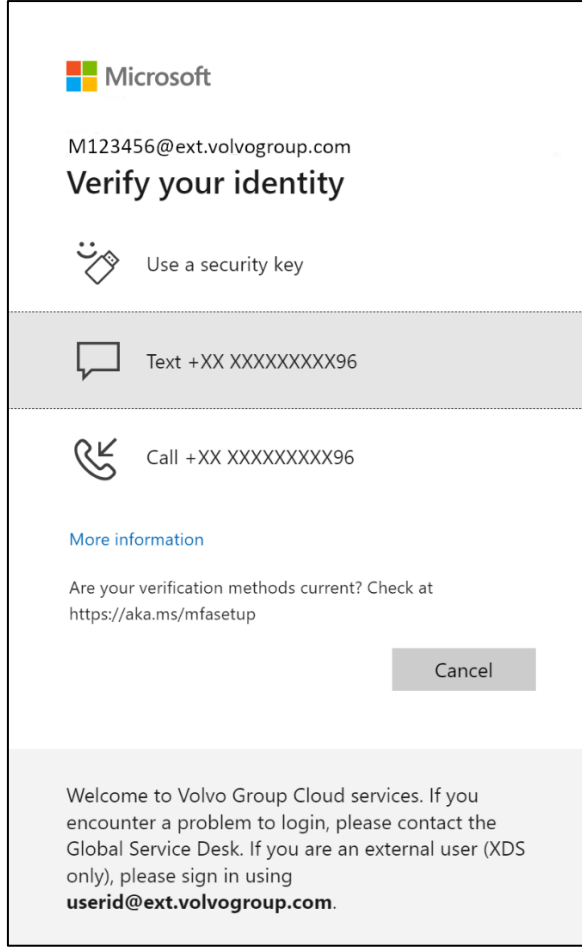 Microsoft
M123456@ext.volvogroup.com
Verify your identity
Use a security key
Text +XX XXXXXXXXX96
Call +XX XXXXXXXXX96
More information
Are your verification methods current? Check at
https://aka.ms/mfasetup
Cancel
Welcome to Volvo Group Cloud services. If you
encounter a problem to login, please contact the
Global Service Desk. If you are an external user (XDS
only), please sign in using
userid@ext.volvogroup.com.